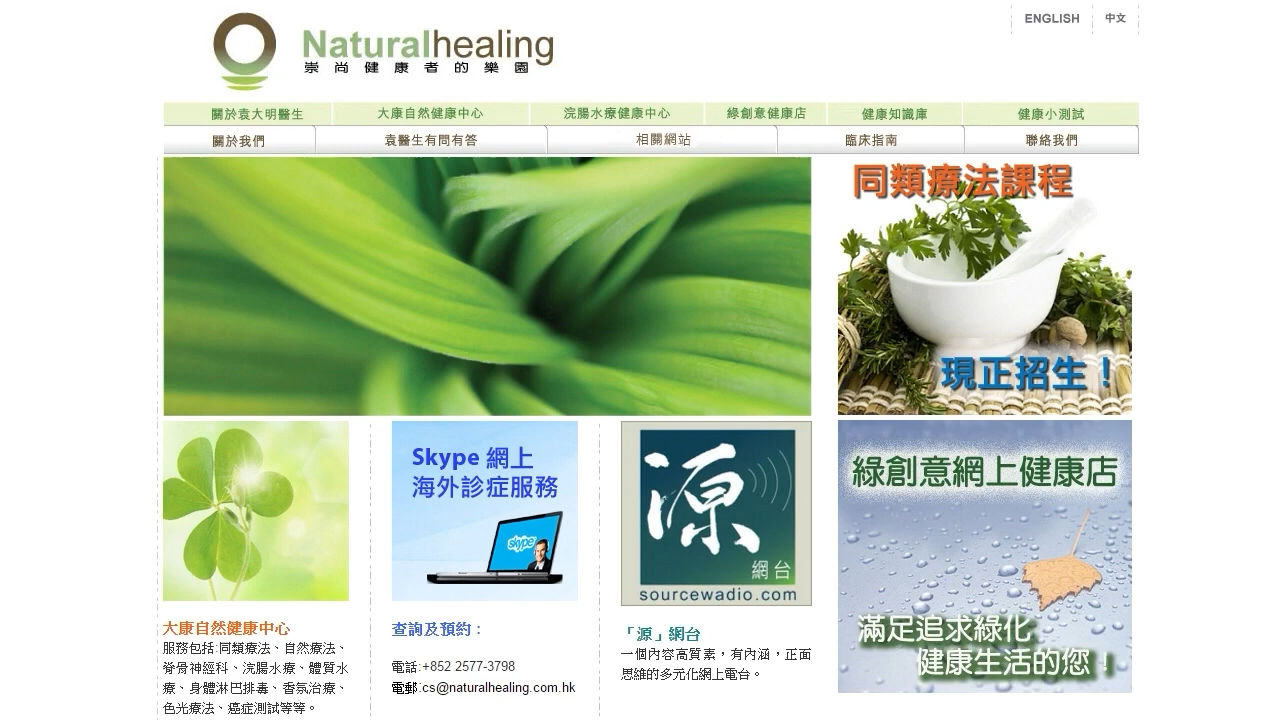 ENGLISH
中文
Naturalhealing
崇尚健康者的樂園
關於袁大明醫生
大康自然健康中心
浣腸水療健康中心
綠創意健康店
健康知識庫
健康小測試
關於我們
袁醫生有問有答
相關網站
臨床指南
聯絡我們
同類療法課程
現正招生！
Skype 網上
海外診症服務
skype
源
網台
sourcewadio.com
綠創意網上健康店
滿足追求綠化
健康生活的您！
大康自然健康中心
服務包括:同類療法、自然療法、
脊骨神經科、浣腸水療、體質水
療、身體淋巴排毒、香氛治療、
色光療法、癌症測試等等。
查詢及預約：
電話:+852 2577-3798
電郵:cs@naturalhealing.com.hk
「源」網台
一個內容高質素，有內涵，正面
思維的多元化網上電台。